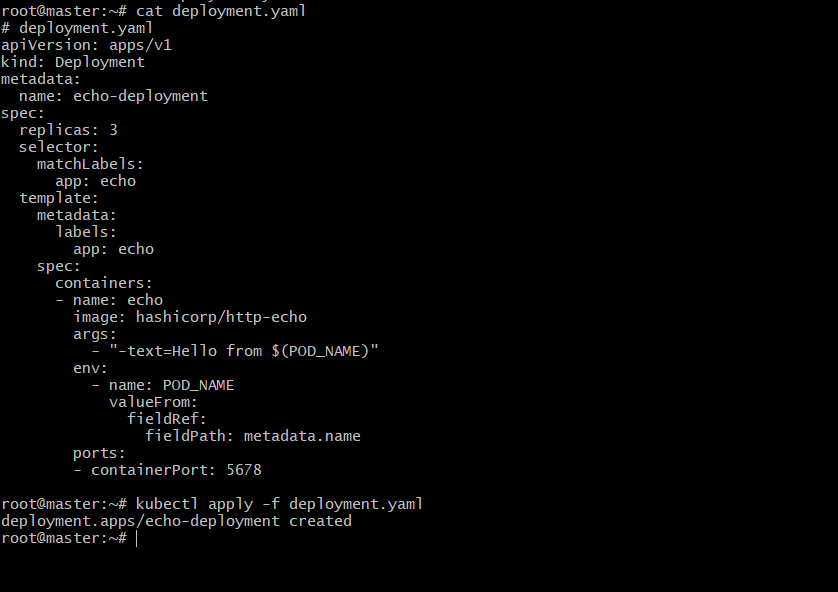 root@master:~# cat deployment.yaml
# deployment.yaml
apiVersion: apps/v1
kind: Deployment
metadata:
  name: echo-deployment
spec:
  replicas: 3
  selector:
    matchLabels:
      app: echo
  template:
    metadata:
      labels:
        app: echo
    spec:
      containers:
      - name: echo
        image: hashicorp/http-echo
        args:
          - "-text=Hello from $(POD_NAME)"
        env:
          - name: POD_NAME
            valueFrom:
              fieldRef:
                fieldPath: metadata.name
        ports:
        - containerPort: 5678

root@master:~# kubectl apply -f deployment.yaml
deployment.apps/echo-deployment created
root@master:~#